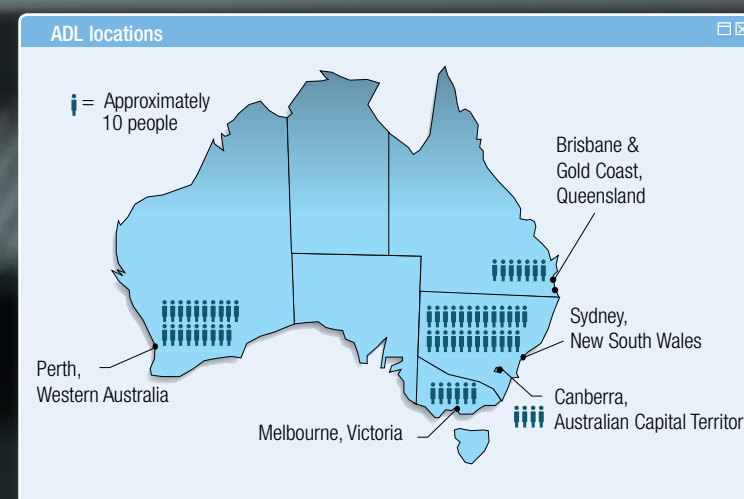 ADL locations
= Approximately
10 people
Brisbane &
Gold Coast,
Queensland
Sydney,
New South Wales
Perth,
Western Australia
Canberra,
Australian Capital Territor
Melbourne, Victoria